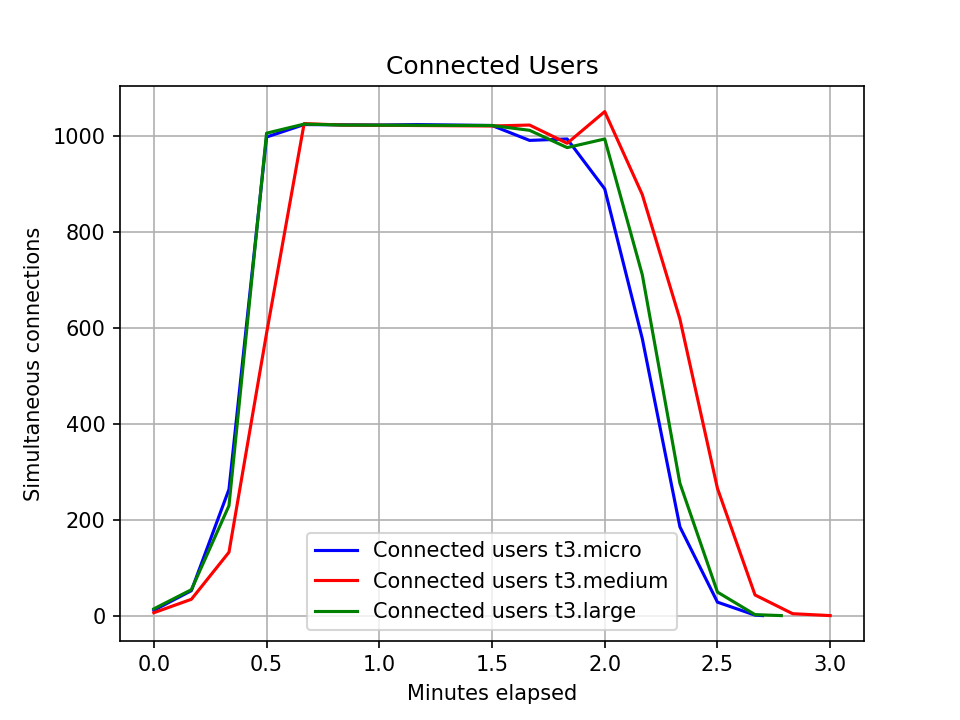 Connected Users
Simultaneous connections
1000
800
600
400
200
0
Connected users t3.micro
Connected users t3.medium
Connected users t3.large
0.0 0.5 1.0 1.5 2.0 2.5 3.0
Minutes elapsed